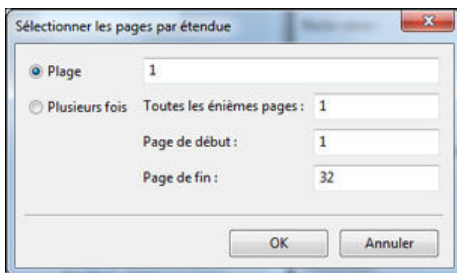 Sélectionner les pages par étendue
Plage 1
Plusieurs fois Toutes les énièmes pages : 1
Page de début : 1
Page de fin : 32
OK Annuler